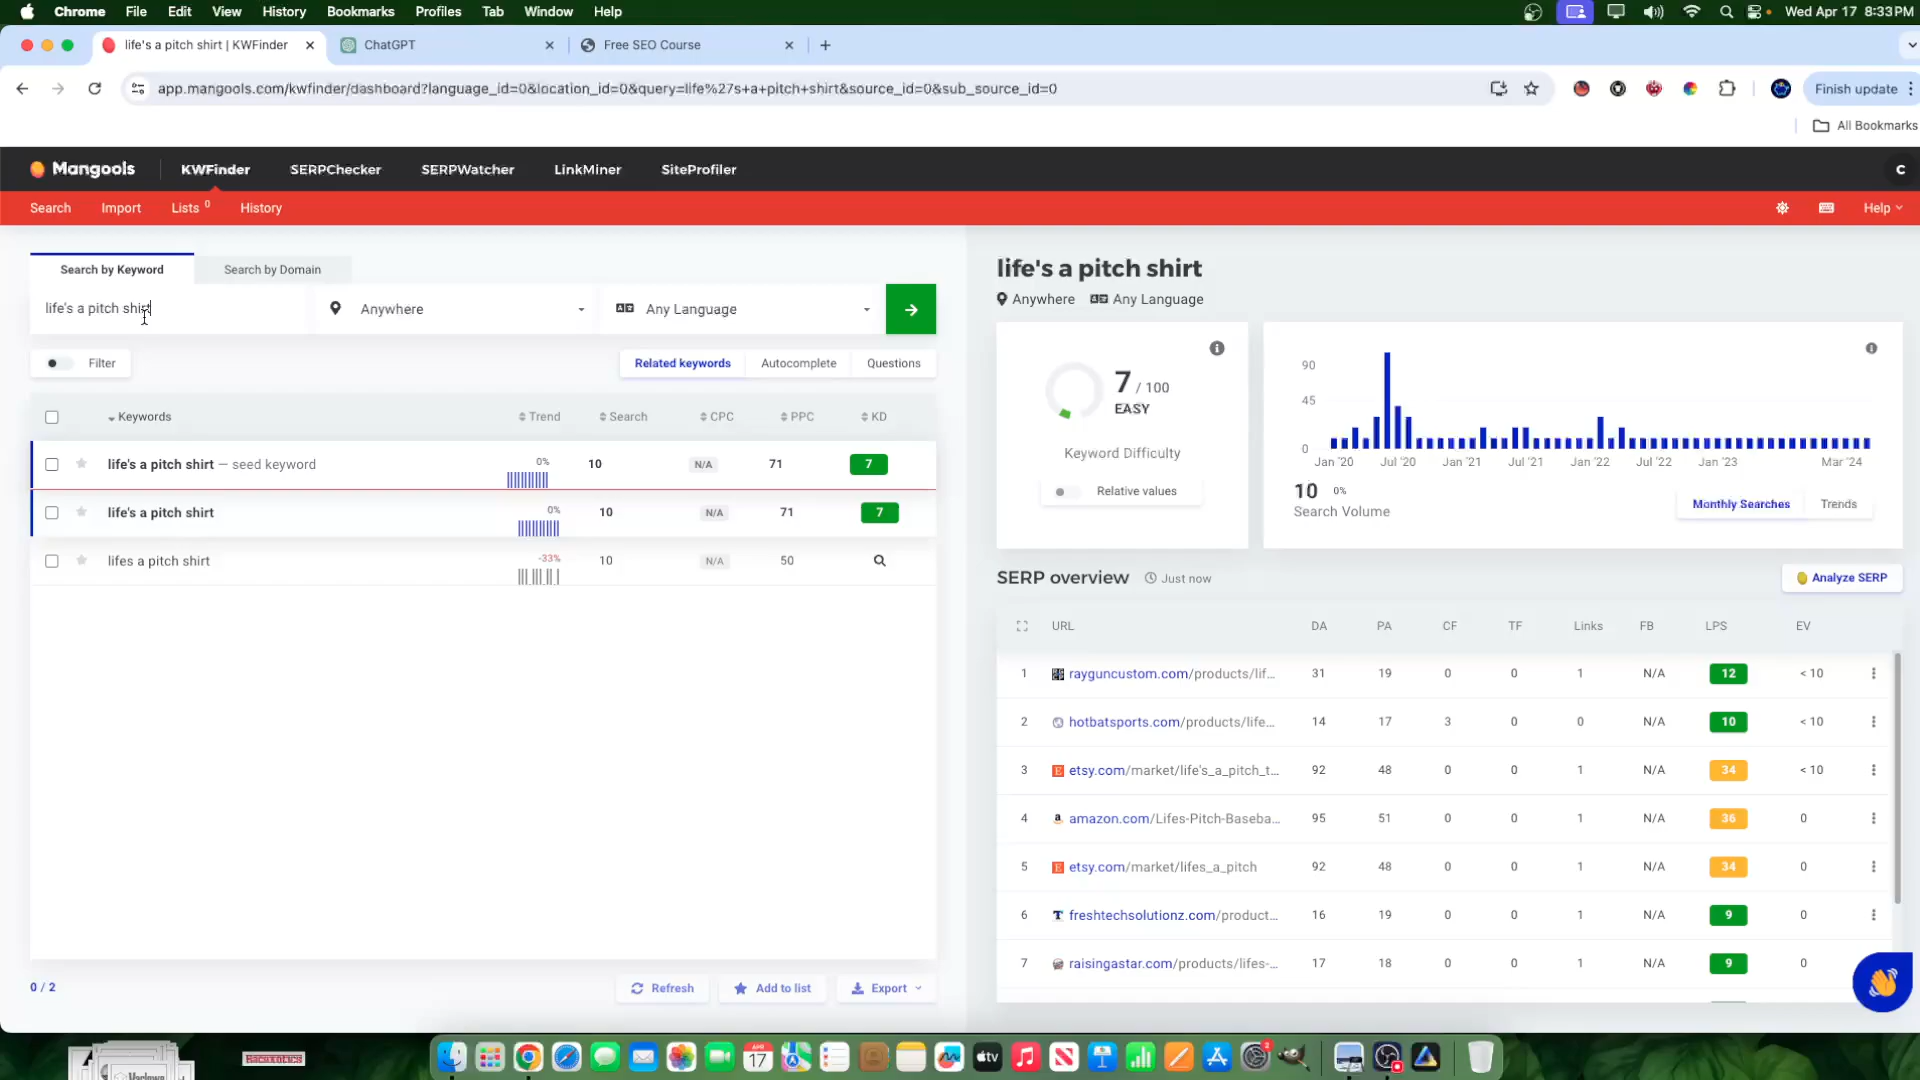 Chrome File Edit View History Bookmarks Profiles Tab Window Help Wed Apr 17 8:33 PM
life's a pitch shirt | KWFinder ChatGPT Free SEO Course
app.mangools.com/kwfinder/dashboard?language_id=0&location_id=0&query=life%27s+a+pitch+shirt&source_id=0&sub_source_id=0 Finish update
All Bookmarks
Mangools KWFinder SERPChecker SERPWatcher LinkMiner SiteProfiler C
Search Import Lists 0 History Help
Search by Keyword Search by Domain
life's a pitch shirt Anywhere Any Language
Filter Related keywords Autocomplete Questions
Keywords Trend Search CPC PPC KD
life's a pitch shirt — seed keyword 0% 10 N/A 71 7
life's a pitch shirt 0% 10 N/A 71 7
lifes a pitch shirt -33% 10 N/A 50
0 / 2 Refresh Add to list Export
life's a pitch shirt
Anywhere Any Language
7 / 100
EASY
Keyword Difficulty
Relative values
90
45
0
Jan '20 Jul '20 Jan '21 Jul '21 Jan '22 Jul '22 Jan '23 Mar '24
10 0%
Search Volume
Monthly Searches Trends
SERP overview Just now Analyze SERP
URL DA PA CF TF Links FB LPS EV
1 rayguncustom.com/products/lif... 31 19 0 0 1 N/A 12 < 10
2 hotbatsports.com/products/life... 14 17 3 0 0 N/A 10 < 10
3 etsy.com/market/life's_a_pitch_t... 92 48 0 0 1 N/A 34 < 10
4 amazon.com/Lifes-Pitch-Baseba... 95 51 0 0 1 N/A 36 0
5 etsy.com/market/lifes_a_pitch 92 48 0 0 1 N/A 34 0
6 freshtechsolutionz.com/product... 16 19 0 0 1 N/A 9 0
7 raisingastar.com/products/lifes-... 17 18 0 0 1 N/A 9 0
APR
17
tv
2